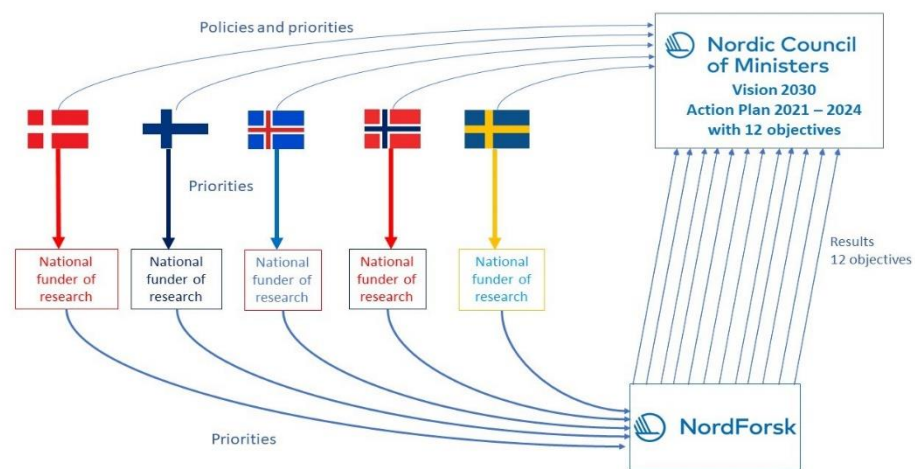 Policies and priorities
Nordic Council
of Ministers
Vision 2030
Action Plan 2021 – 2024
with 12 objectives
Priorities
National
funder of
research
National
funder of
research
National
funder of
research
National
funder of
research
National
funder of
research
Results
12 objectives
Priorities
NordForsk